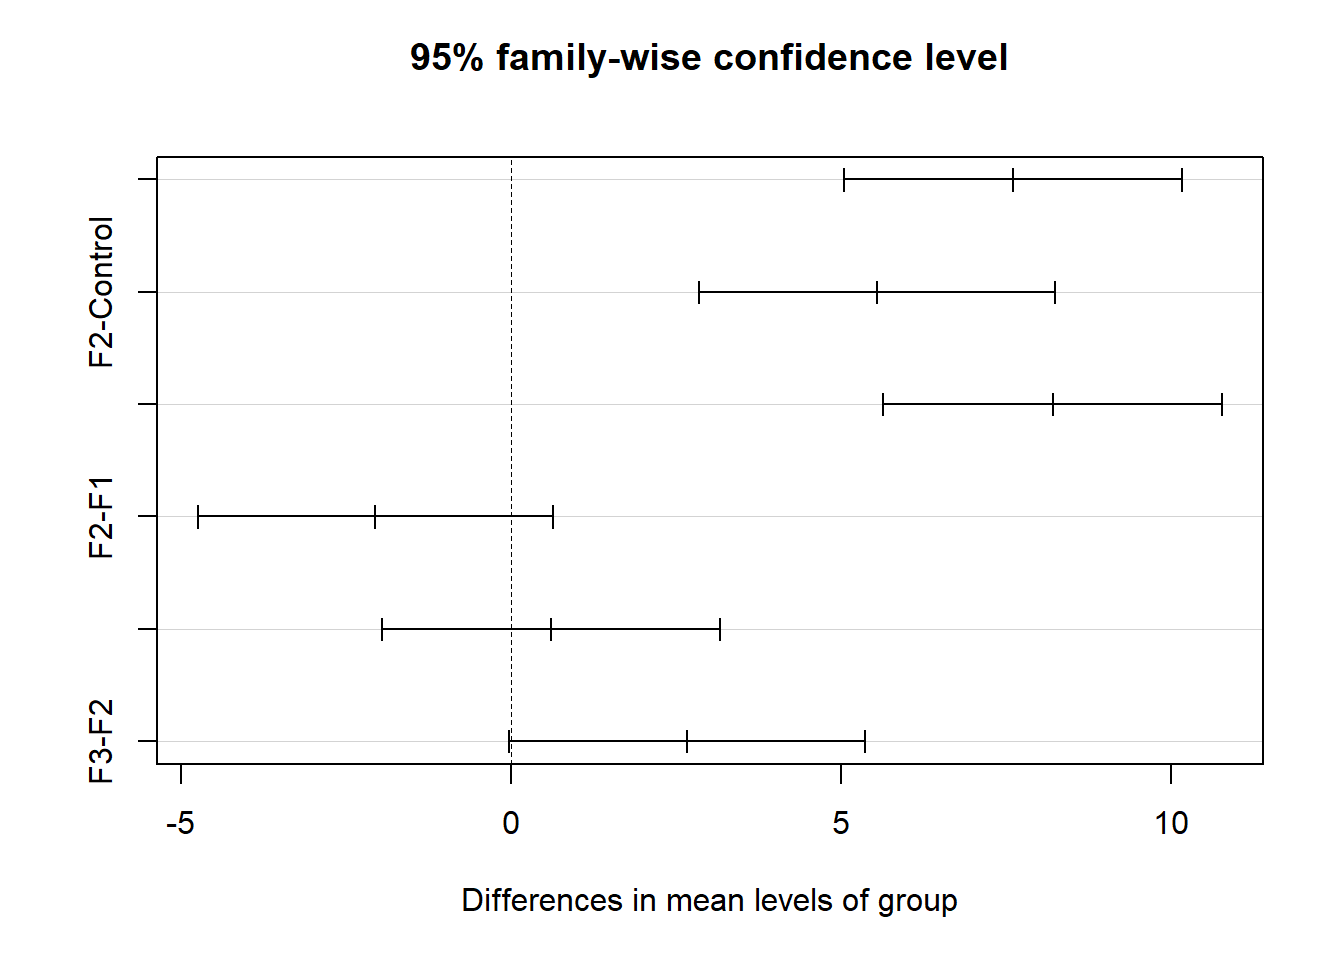 95% family-wise confidence level
F2-Control
F2-F1
F3-F2
-5 0 5 10
Differences in mean levels of group